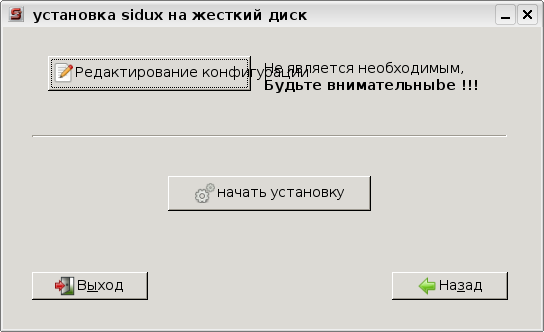 установка sidux на жесткий диск
Редактирование конфигурации
Не является необходимым,
Будьте внимательныbe !!!
начать установку
Выход
Назад